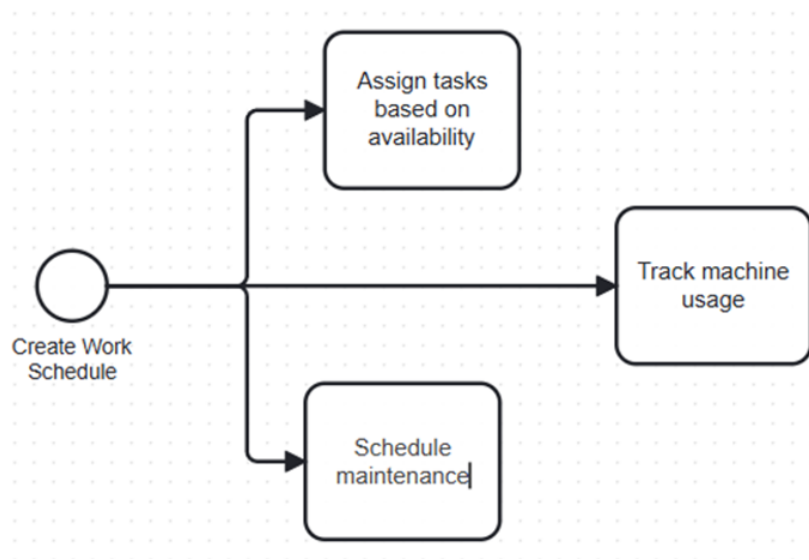 Assign tasks
based on
availability
Track machine
usage
Create Work
Schedule
Schedule
maintenance